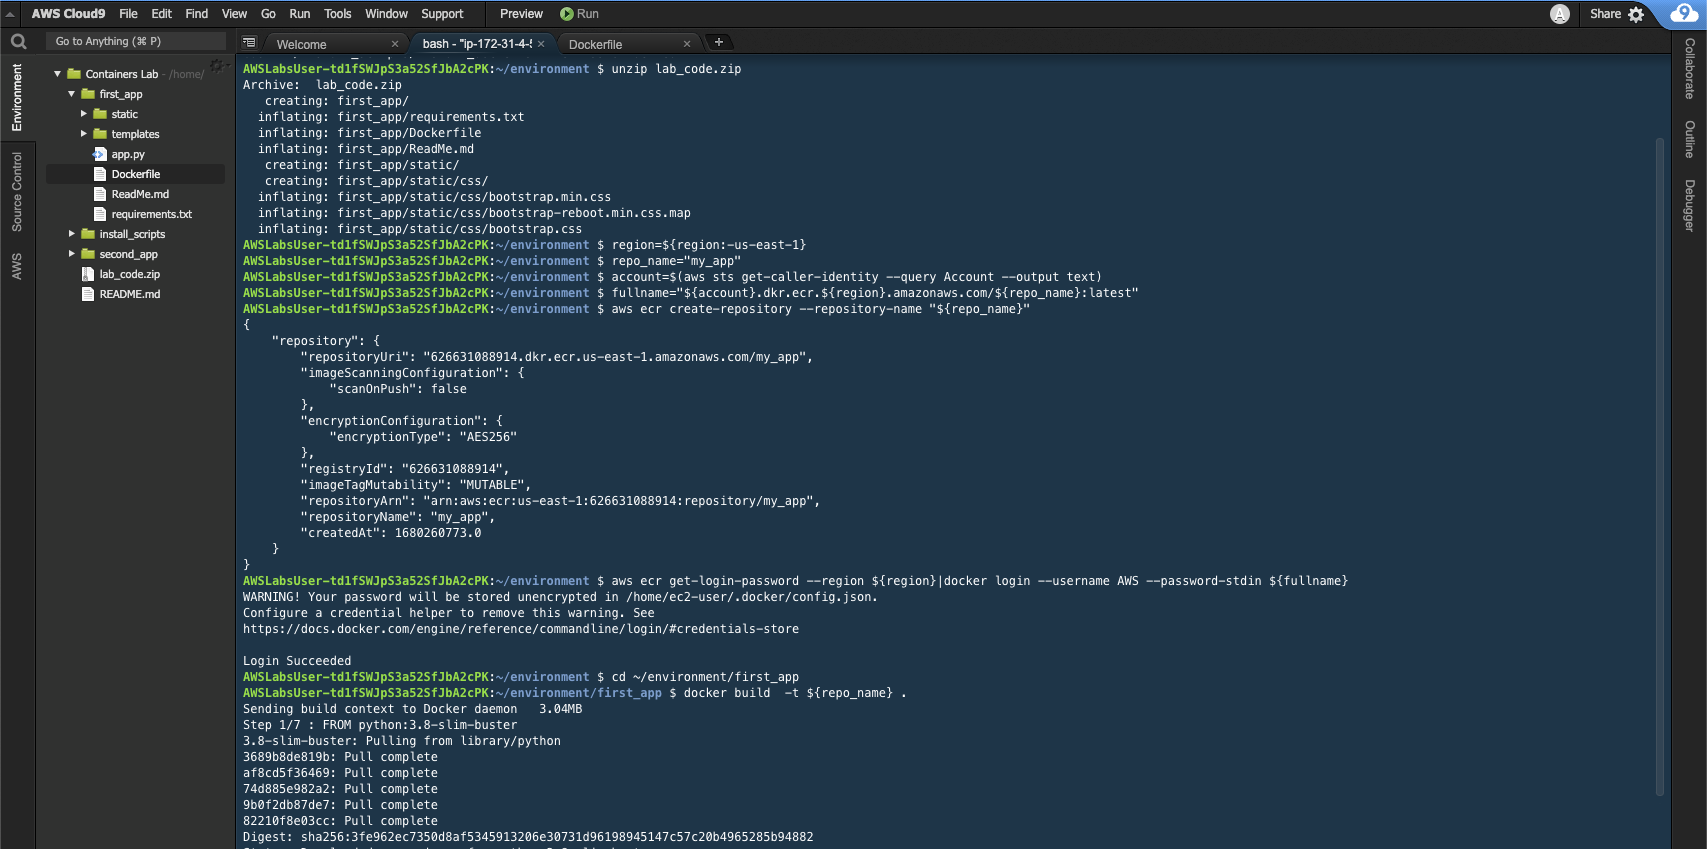 AWS Cloud9 File Edit Find View Go Run Tools Window Support Preview Run A Share 9
Go to Anything (⌘ P)
Welcome × bash - "ip-172-31-4-5 × Dockerfile × +
Environment
Source Control
AWS
Containers Lab - /home/
first_app
static
templates
app.py
Dockerfile
ReadMe.md
requirements.txt
install_scripts
second_app
lab_code.zip
README.md
AWSLabsUser-td1fSWJpS3a52SfJbA2cPK:~/environment $ unzip lab_code.zip
Archive:  lab_code.zip
   creating: first_app/
  inflating: first_app/requirements.txt
  inflating: first_app/Dockerfile
  inflating: first_app/ReadMe.md
   creating: first_app/static/
   creating: first_app/static/css/
  inflating: first_app/static/css/bootstrap.min.css
  inflating: first_app/static/css/bootstrap-reboot.min.css.map
  inflating: first_app/static/css/bootstrap.css
AWSLabsUser-td1fSWJpS3a52SfJbA2cPK:~/environment $ region=${region:-us-east-1}
AWSLabsUser-td1fSWJpS3a52SfJbA2cPK:~/environment $ repo_name="my_app"
AWSLabsUser-td1fSWJpS3a52SfJbA2cPK:~/environment $ account=$(aws sts get-caller-identity --query Account --output text)
AWSLabsUser-td1fSWJpS3a52SfJbA2cPK:~/environment $ fullname="${account}.dkr.ecr.${region}.amazonaws.com/${repo_name}:latest"
AWSLabsUser-td1fSWJpS3a52SfJbA2cPK:~/environment $ aws ecr create-repository --repository-name "${repo_name}"
{
    "repository": {
        "repositoryUri": "626631088914.dkr.ecr.us-east-1.amazonaws.com/my_app",
        "imageScanningConfiguration": {
            "scanOnPush": false
        },
        "encryptionConfiguration": {
            "encryptionType": "AES256"
        },
        "registryId": "626631088914",
        "imageTagMutability": "MUTABLE",
        "repositoryArn": "arn:aws:ecr:us-east-1:626631088914:repository/my_app",
        "repositoryName": "my_app",
        "createdAt": 1680260773.0
    }
}
AWSLabsUser-td1fSWJpS3a52SfJbA2cPK:~/environment $ aws ecr get-login-password --region ${region}|docker login --username AWS --password-stdin ${fullname}
WARNING! Your password will be stored unencrypted in /home/ec2-user/.docker/config.json.
Configure a credential helper to remove this warning. See
https://docs.docker.com/engine/reference/commandline/login/#credentials-store
Login Succeeded
AWSLabsUser-td1fSWJpS3a52SfJbA2cPK:~/environment $ cd ~/environment/first_app
AWSLabsUser-td1fSWJpS3a52SfJbA2cPK:~/environment/first_app $ docker build  -t ${repo_name} .
Sending build context to Docker daemon   3.04MB
Step 1/7 : FROM python:3.8-slim-buster
3.8-slim-buster: Pulling from library/python
3689b8de819b: Pull complete
af8cd5f36469: Pull complete
74d885e982a2: Pull complete
9b0f2db87de7: Pull complete
82210f8e03cc: Pull complete
Digest: sha256:3fe962ec7350d8af5345913206e30731d96198945147c57c20b4965285b94882
Collaborate
Outline
Debugger